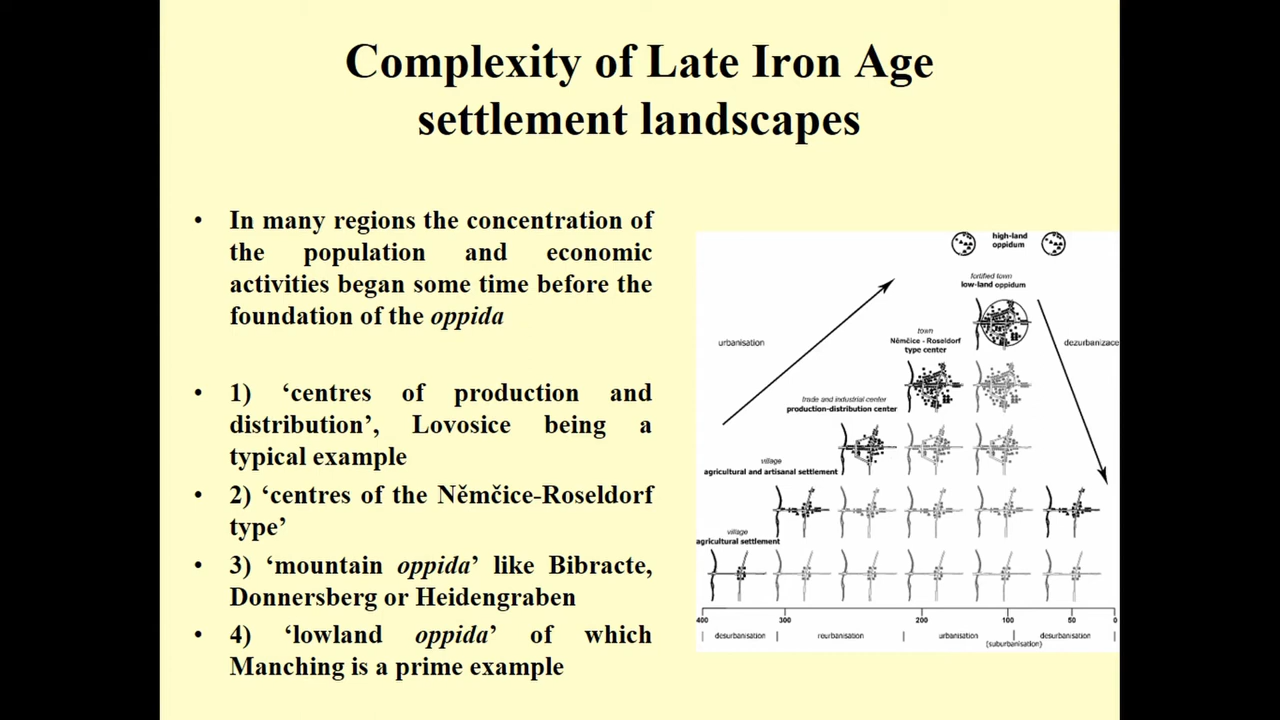 Complexity of Late Iron Age
settlement landscapes
• In many regions the concentration of
the population and economic
activities began some time before the
foundation of the oppida
• 1) ‘centres of production and
distribution’, Lovosice being a
typical example
• 2) ‘centres of the Němčice-Roseldorf
type’
• 3) ‘mountain oppida’ like Bibracte,
Donnersberg or Heidengraben
• 4) ‘lowland oppida’ of which
Manching is a prime example
high-land
oppidum
fortified town
low-land oppidum
urbanisation
town
Němčice - Roseldorf
type center
dezurbanizace
trade and industrial center
production-distribution center
village
agricultural and artisanal settlement
village
agricultural settlement
400 300 200 100 50 0
desurbanisation reurbanisation urbanisation desurbanisation
[suburbanisation]